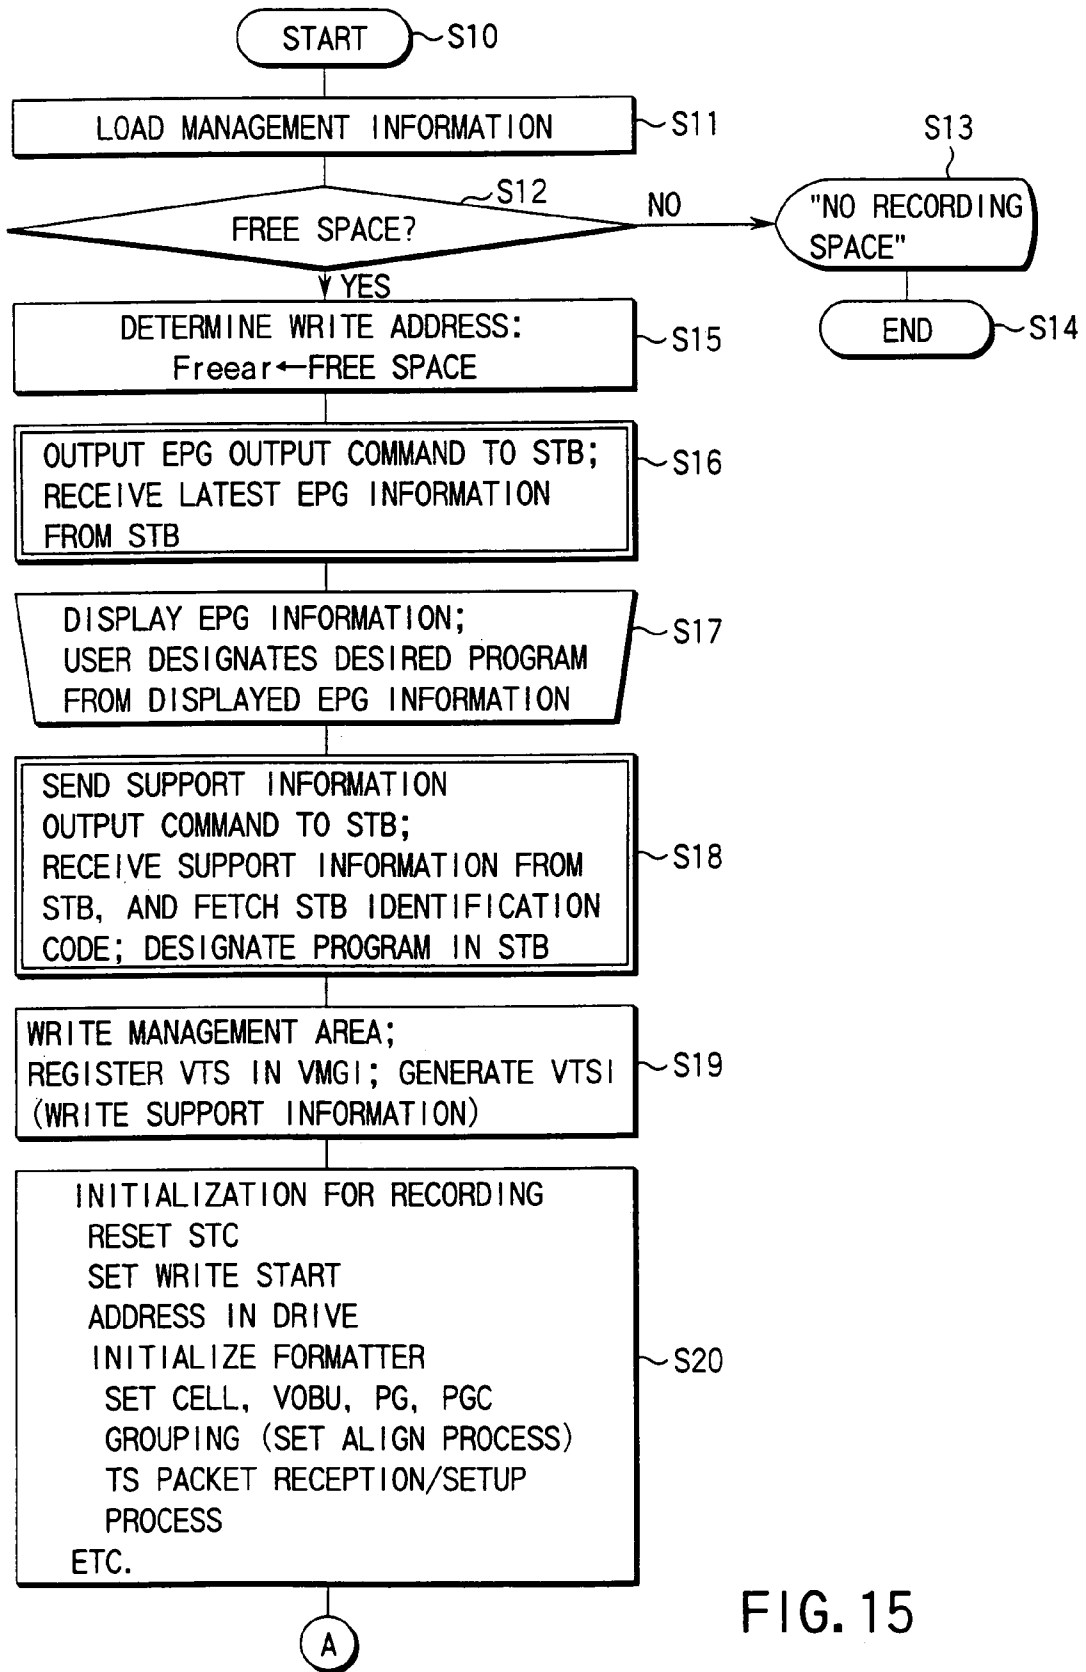 START
S10
LOAD MANAGEMENT INFORMATION
S11
S12
FREE SPACE?
NO
S13
"NO RECORDING
SPACE"
END
S14
YES
DETERMINE WRITE ADDRESS:
Freear←FREE SPACE
S15
OUTPUT EPG OUTPUT COMMAND TO STB;
RECEIVE LATEST EPG INFORMATION
FROM STB
S16
DISPLAY EPG INFORMATION;
USER DESIGNATES DESIRED PROGRAM
FROM DISPLAYED EPG INFORMATION
S17
SEND SUPPORT INFORMATION
OUTPUT COMMAND TO STB;
RECEIVE SUPPORT INFORMATION FROM
STB, AND FETCH STB IDENTIFICATION
CODE; DESIGNATE PROGRAM IN STB
S18
WRITE MANAGEMENT AREA;
REGISTER VTS IN VMGI; GENERATE VTSI
(WRITE SUPPORT INFORMATION)
S19
INITIALIZATION FOR RECORDING
RESET STC
SET WRITE START
ADDRESS IN DRIVE
INITIALIZE FORMATTER
SET CELL, VOBU, PG, PGC
GROUPING (SET ALIGN PROCESS)
TS PACKET RECEPTION/SETUP
PROCESS
ETC.
S20
A
FIG. 15